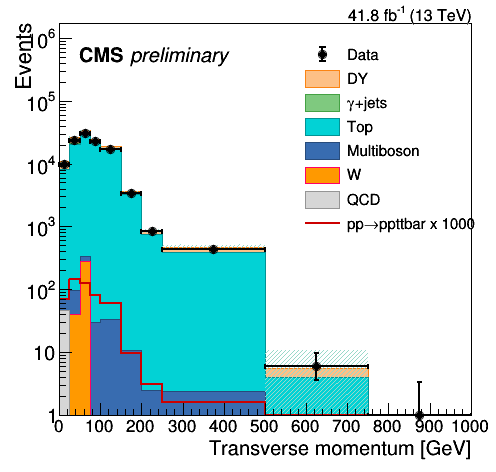 41.8 fb⁻¹ (13 TeV)
CMS preliminary
Events
10⁶
10⁵
10⁴
10³
10²
10
1
Data
DY
γ+jets
Top
Multiboson
W
QCD
pp→ppttbar x 1000
0 100 200 300 400 500 600 700 800 900 1000
Transverse momentum [GeV]